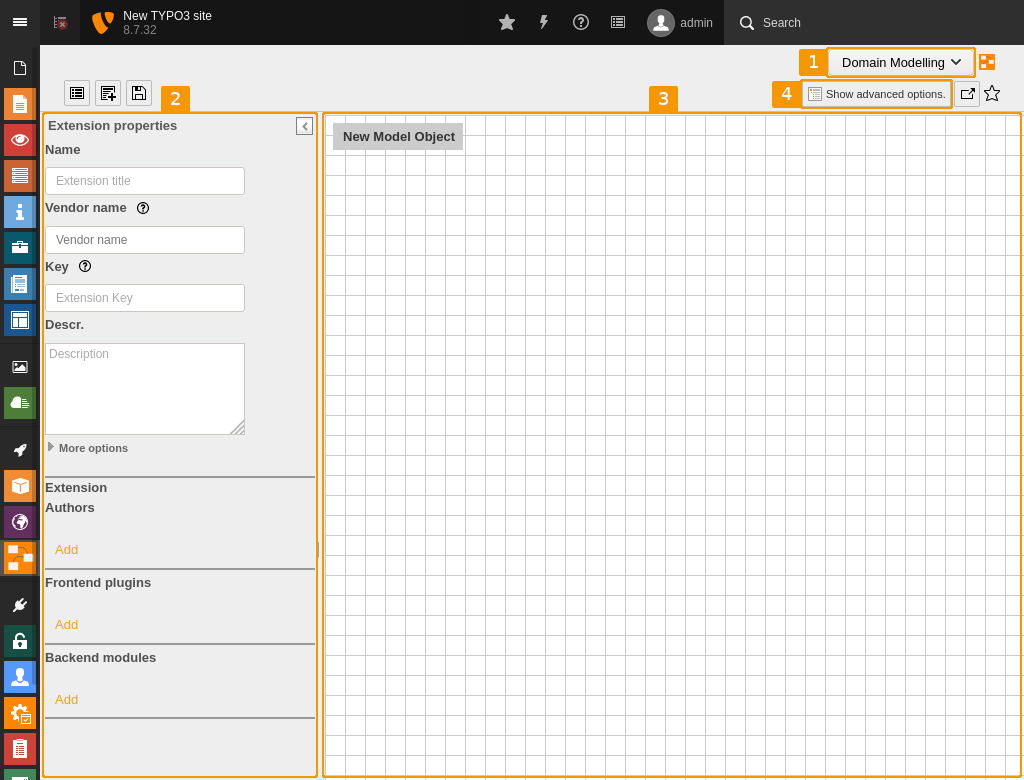 New TYPO3 site
8.7.32
admin
Search
1
Domain Modelling
2
3
4
Show advanced options.
Extension properties
Name
Extension title
Vendor name
Vendor name
Key
Extension Key
Descr.
Description
More options
Extension
Authors
Add
Frontend plugins
Add
Backend modules
Add
New Model Object